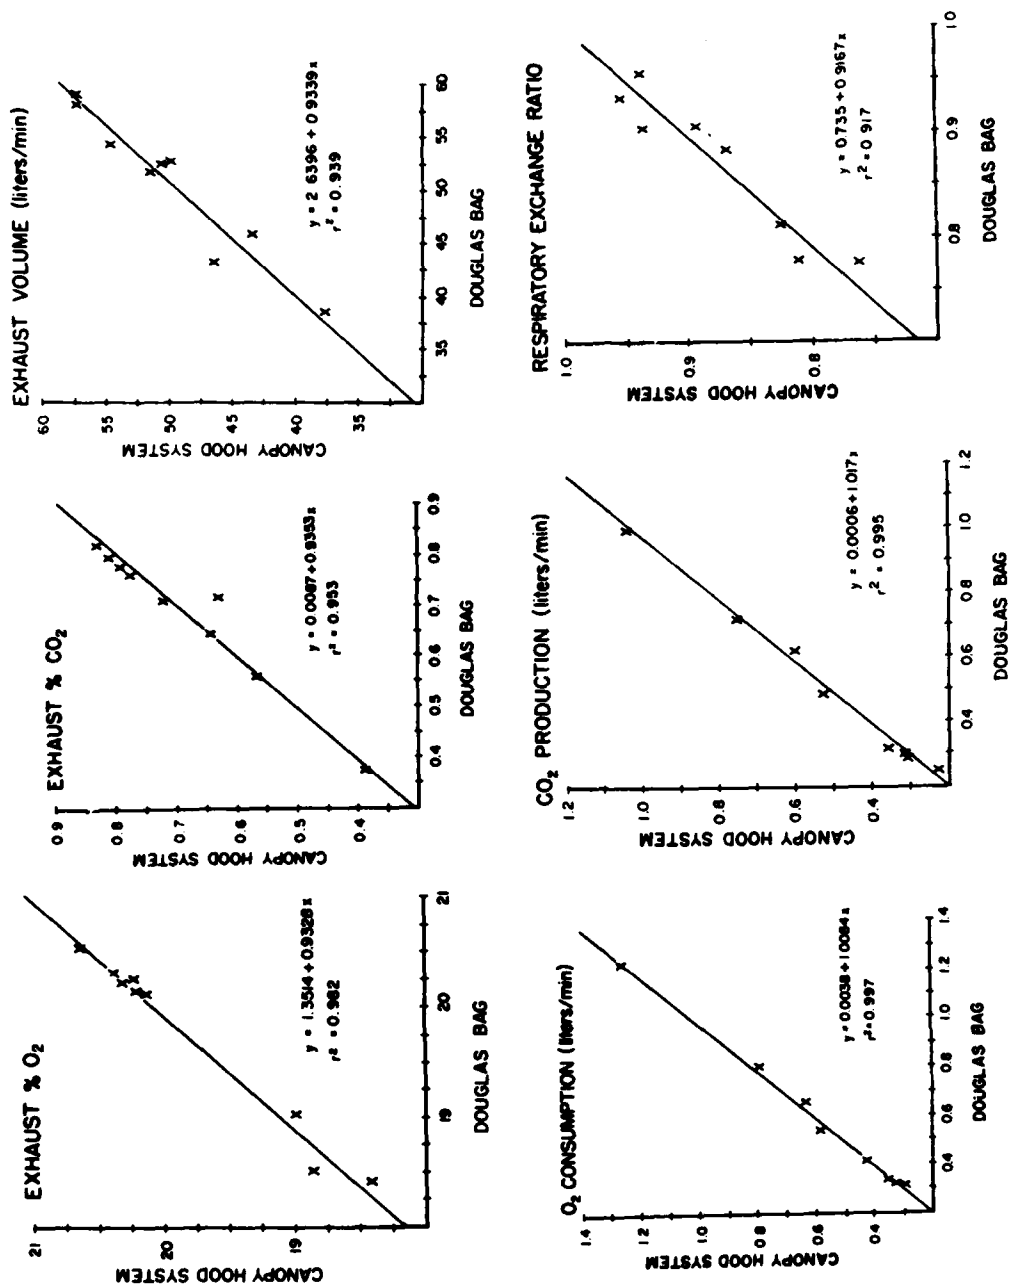 EXHAUST % O2
CANOPY HOOD SYSTEM
21
20
19
y = 1.3514+0.9328x
r2 = 0.982
19
20
21
DOUGLAS BAG
EXHAUST % CO2
CANOPY HOOD SYSTEM
0.9
0.8
0.7
0.6
0.5
0.4
y = 0.0087+0.9353x
r2 = 0.953
0.4
0.5
0.6
0.7
0.8
0.9
DOUGLAS BAG
EXHAUST VOLUME (liters/min)
CANOPY HOOD SYSTEM
60
55
50
45
40
35
y = 2 6396 + 0 9339x
r2 = 0.939
35
40
45
50
55
60
DOUGLAS BAG
O2 CONSUMPTION (liters/min)
CANOPY HOOD SYSTEM
1.4
1.2
1.0
0.8
0.6
0.4
y = 0.0038+1 0084x
r2=0.997
0.4
0.6
0.8
1.0
1.2
1.4
DOUGLAS BAG
CO2 PRODUCTION (liters/min)
CANOPY HOOD SYSTEM
1.2
1.0
0.8
0.6
0.4
y = 0.0006+1 017x
r2 = 0.995
0.4
0.6
0.8
1.0
1.2
DOUGLAS BAG
RESPIRATORY EXCHANGE RATIO
CANOPY HOOD SYSTEM
1.0
0.9
0.8
y = 0.735+0.9167x
r2=0 917
0.8
0.9
1.0
DOUGLAS BAG